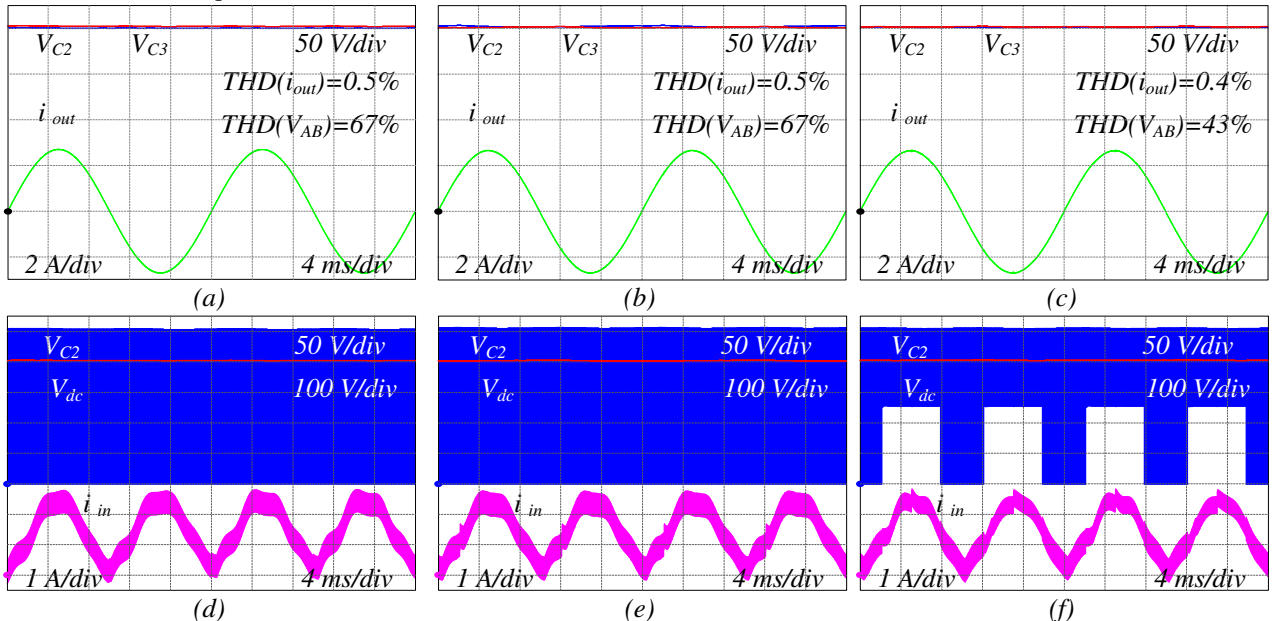 V_C2 V_C3 50 V/div
THD(i_out)=0.5%
i_out THD(V_AB)=67%
2 A/div 4 ms/div
(a)
V_C2 V_C3 50 V/div
THD(i_out)=0.5%
i_out THD(V_AB)=67%
2 A/div 4 ms/div
(b)
V_C2 V_C3 50 V/div
THD(i_out)=0.4%
i_out THD(V_AB)=43%
2 A/div 4 ms/div
(c)
V_C2 50 V/div
V_dc 100 V/div
i_in
1 A/div 4 ms/div
(d)
V_C2 50 V/div
V_dc 100 V/div
i_in
1 A/div 4 ms/div
(e)
V_C2 50 V/div
V_dc 100 V/div
i_in
1 A/div 4 ms/div
(f)